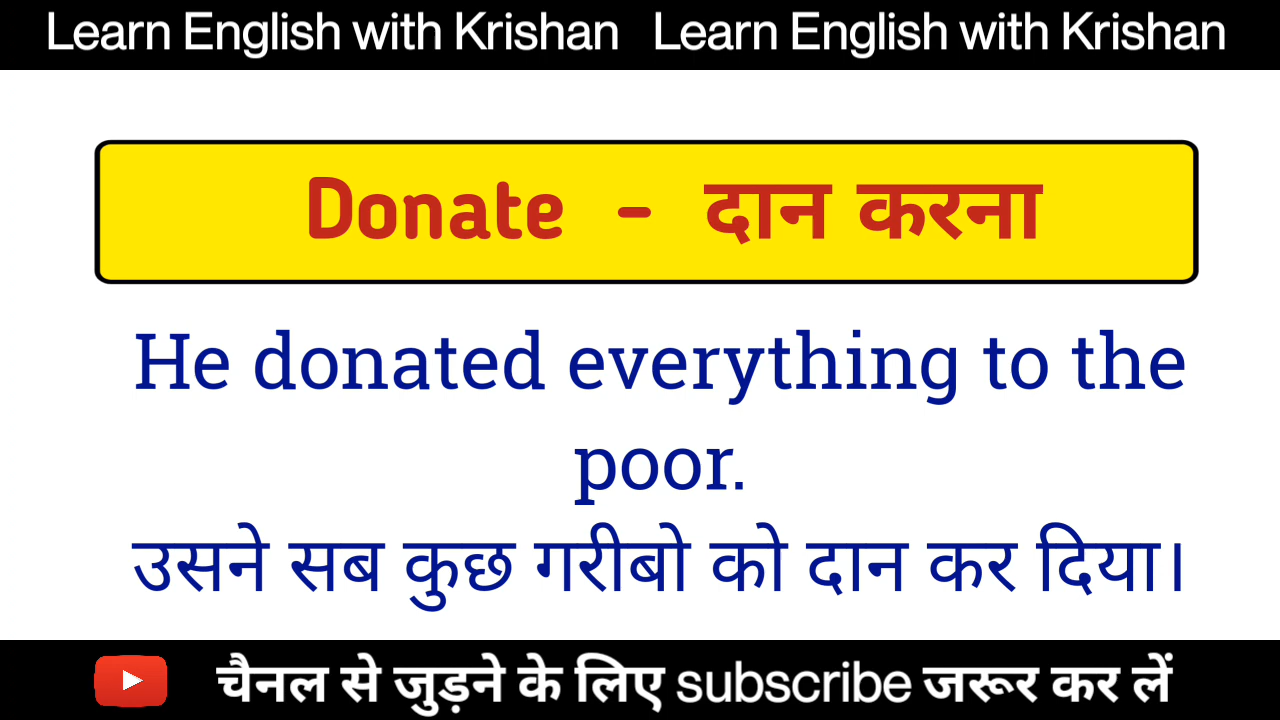 Learn English with Krishan Learn English with Krishan
Donate - दान करना
He donated everything to the
poor.
उसने सब कुछ गरीबो को दान कर दिया।
चैनल से जुड़ने के लिए subscribe जरूर कर लें